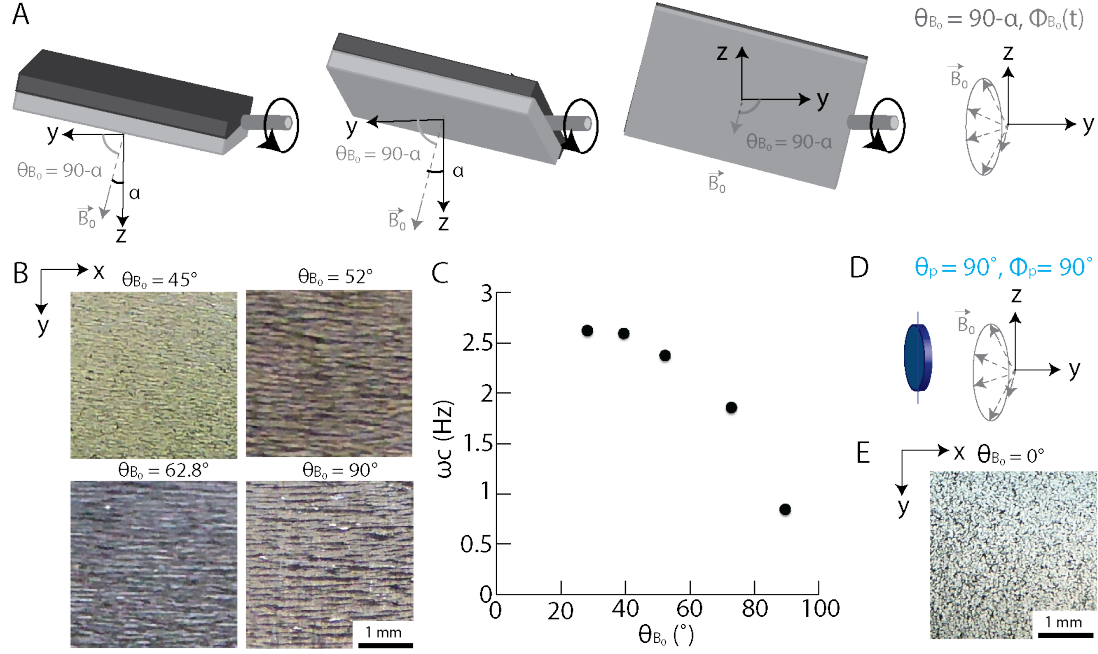 A
θB₀ = 90-α, ΦB₀(t)
y
θB₀ = 90-α
α
B₀
z
y
θB₀ = 90-α
α
B₀
z
z
y
θB₀ = 90-α
B₀
B₀
z
y
B
x
y
θB₀ = 45°
θB₀ = 52°
θB₀ = 62.8°
θB₀ = 90°
1 mm
C
3
2.5
2
1.5
1
0.5
0
0
20
40
60
80
100
ωc (Hz)
θB₀ (°)
D
θp = 90°, Φp = 90°
B₀
z
y
E
x
y
θB₀ = 0°
1 mm